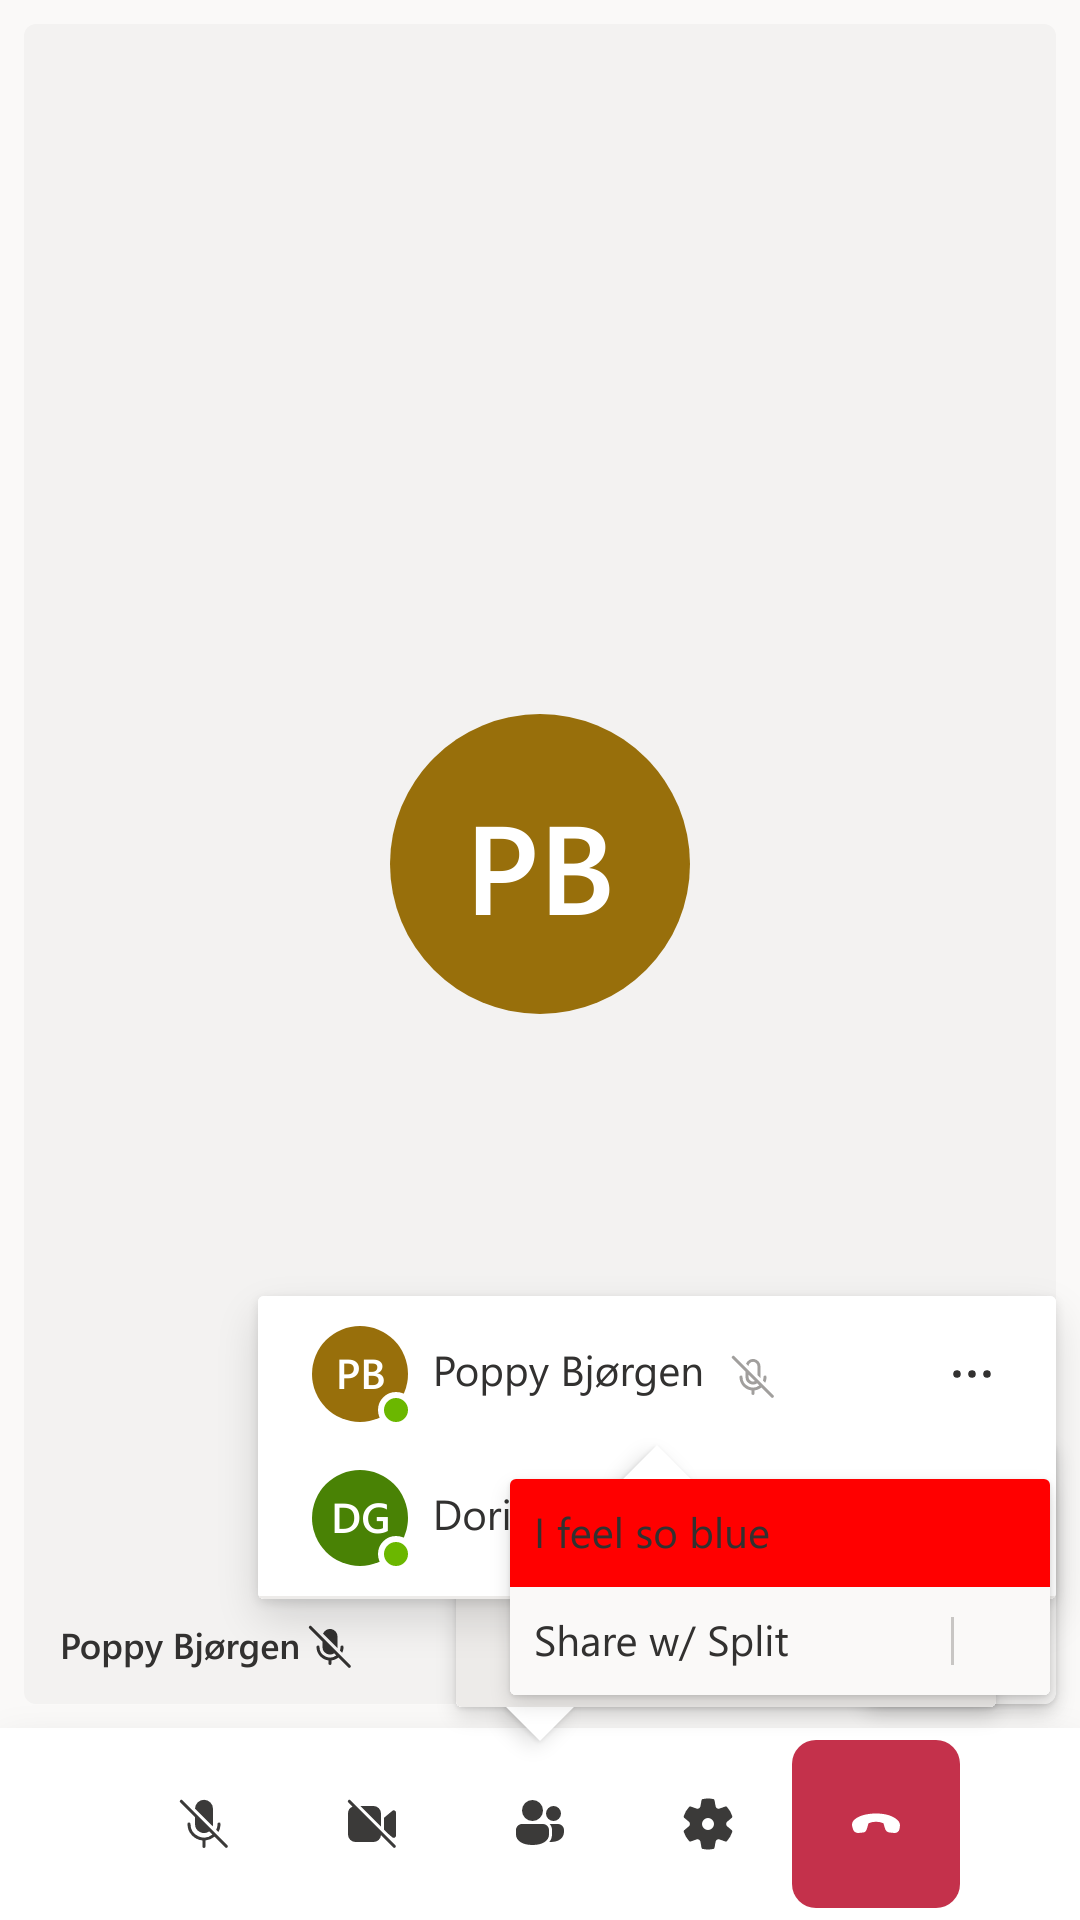 PB
PB Poppy Bjørgen
DG Dori
I feel so blue
Share w/ Split
Poppy Bjørgen